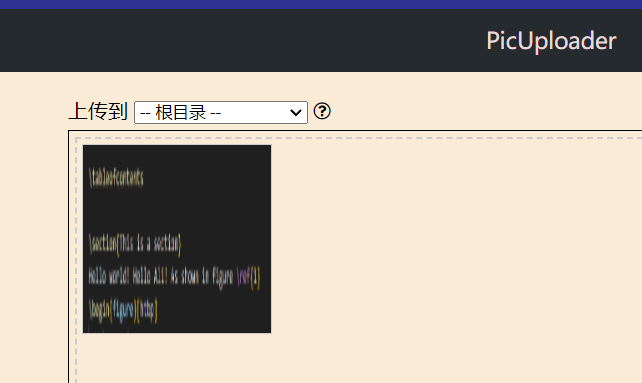 PicUploader
上传到 -- 根目录 --
\tableofcontents
\section{This is a section}
Hello world! Hello Ali! As shown in figure \ref{1}
\begin{figure}[htbp]